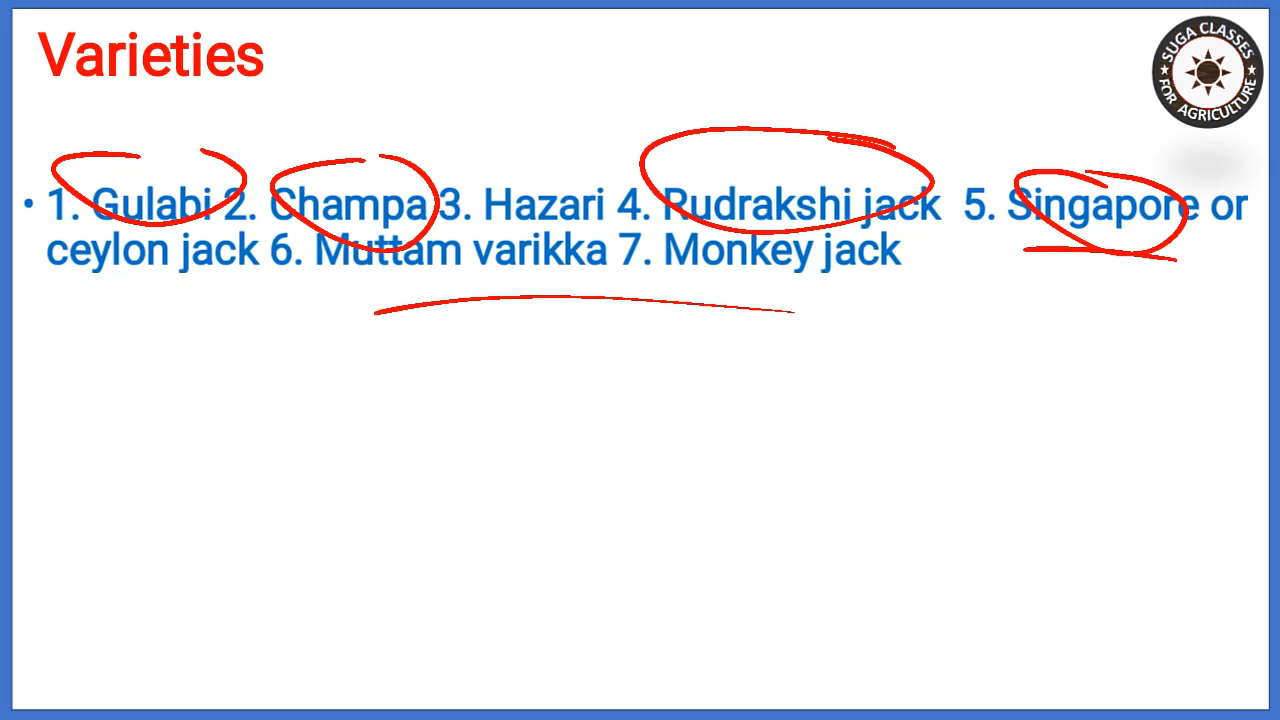 Varieties
SUGA CLASSES
FOR AGRICULTURE
• 1. Gulabi 2. Champa 3. Hazari 4. Rudrakshi jack 5. Singapore or
ceylon jack 6. Muttam varikka 7. Monkey jack